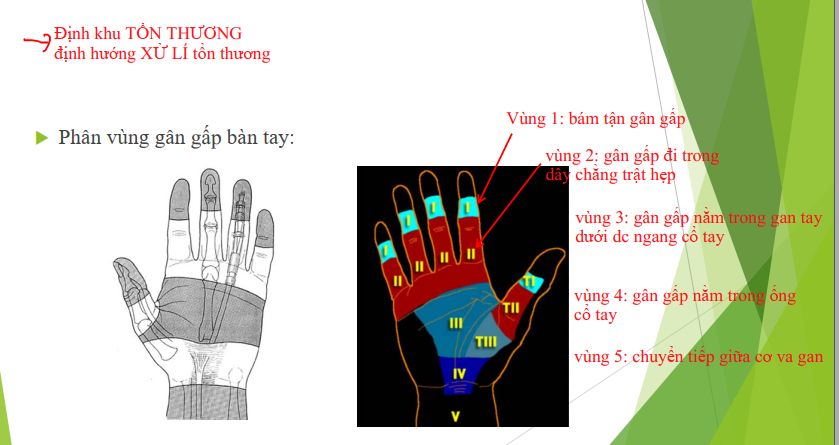 Định khu TỔN THƯƠNG
định hướng XỬ LÍ tổn thương
Phân vùng gân gấp bàn tay:
Vùng 1: bám tận gân gấp
vùng 2: gân gấp đi trong
dây chằng trật hẹp
vùng 3: gân gấp nằm trong gan tay
dưới dc ngang cổ tay
vùng 4: gân gấp nằm trong ống
cổ tay
vùng 5: chuyển tiếp giữa cơ va gan
I
I
I
I
II
II
II
II
TI
TII
III
TIII
IV
V